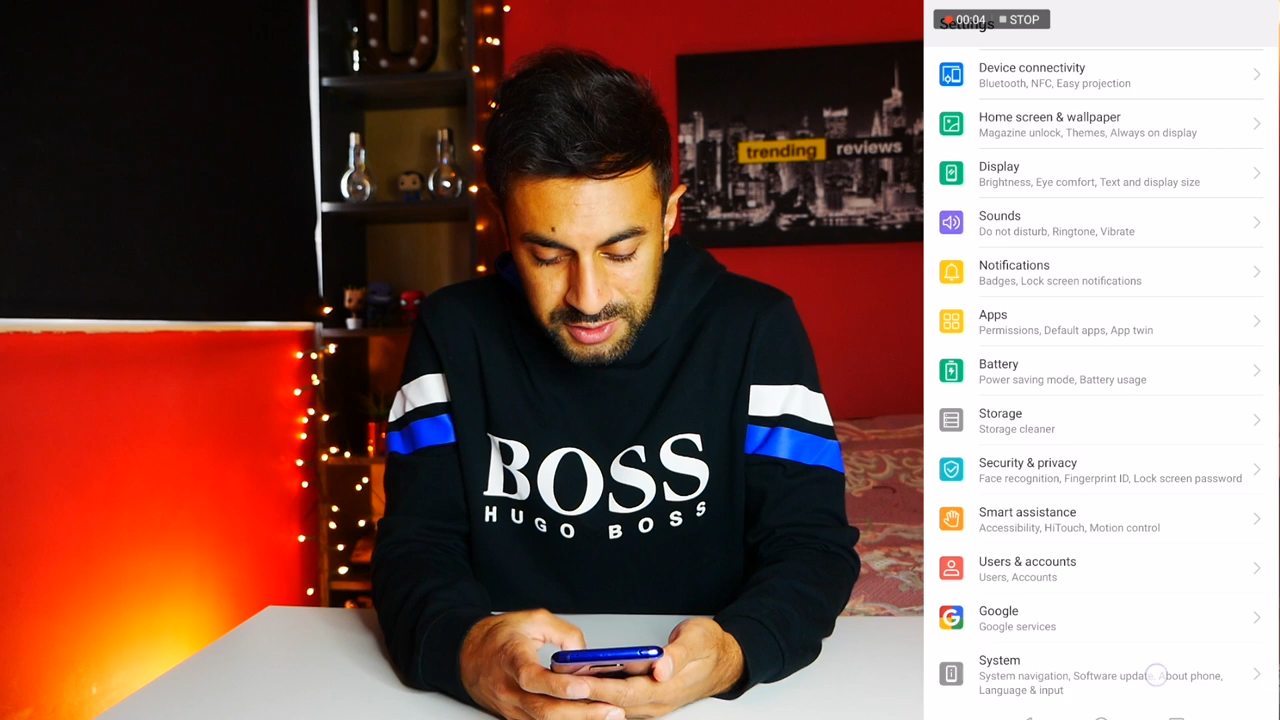 trending reviews
BOSS
HUGO BOSS
00:04 STOP
Settings
Device connectivity
Bluetooth, NFC, Easy projection
Home screen & wallpaper
Magazine unlock, Themes, Always on display
Display
Brightness, Eye comfort, Text and display size
Sounds
Do not disturb, Ringtone, Vibrate
Notifications
Badges, Lock screen notifications
Apps
Permissions, Default apps, App twin
Battery
Power saving mode, Battery usage
Storage
Storage cleaner
Security & privacy
Face recognition, Fingerprint ID, Lock screen password
Smart assistance
Accessibility, HiTouch, Motion control
Users & accounts
Users, Accounts
Google
Google services
System
System navigation, Software update, About phone,
Language & input